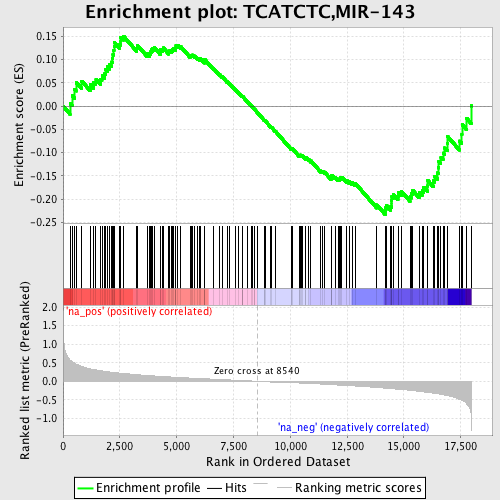 Enrichment plot: TCATCTC,MIR-143
Enrichment score (ES)
0.15
0.10
0.05
0.00
-0.05
-0.10
-0.15
-0.20
-0.25
'na_pos' (positively correlated)
Ranked list metric (PreRanked)
2.0
1.5
1.0
0.5
0.0
-0.5
-1.0
Zero cross at 8540
'na_neg' (negatively correlated)
0
2,500
5,000
7,500
10,000
12,500
15,000
17,500
Rank in Ordered Dataset
Enrichment profile
Hits
Ranking metric scores